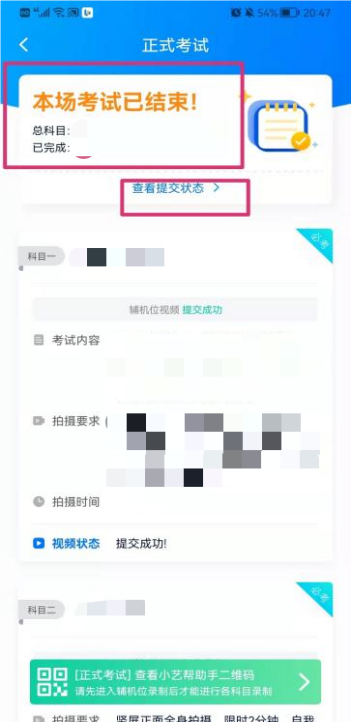 54% 20:47
正式考试
本场考试已结束!
总科目:
已完成:
查看提交状态 >
必考
科目一
辅机位视频 提交成功
考试内容
拍摄要求 (
拍摄时间
视频状态 提交成功!
必考
科目二
[正式考试] 查看小艺帮助手二维码
请先进入辅机位录制后才能进行各科目录制
拍摄要求 竖屏正面全身拍摄，限时2分钟，自我